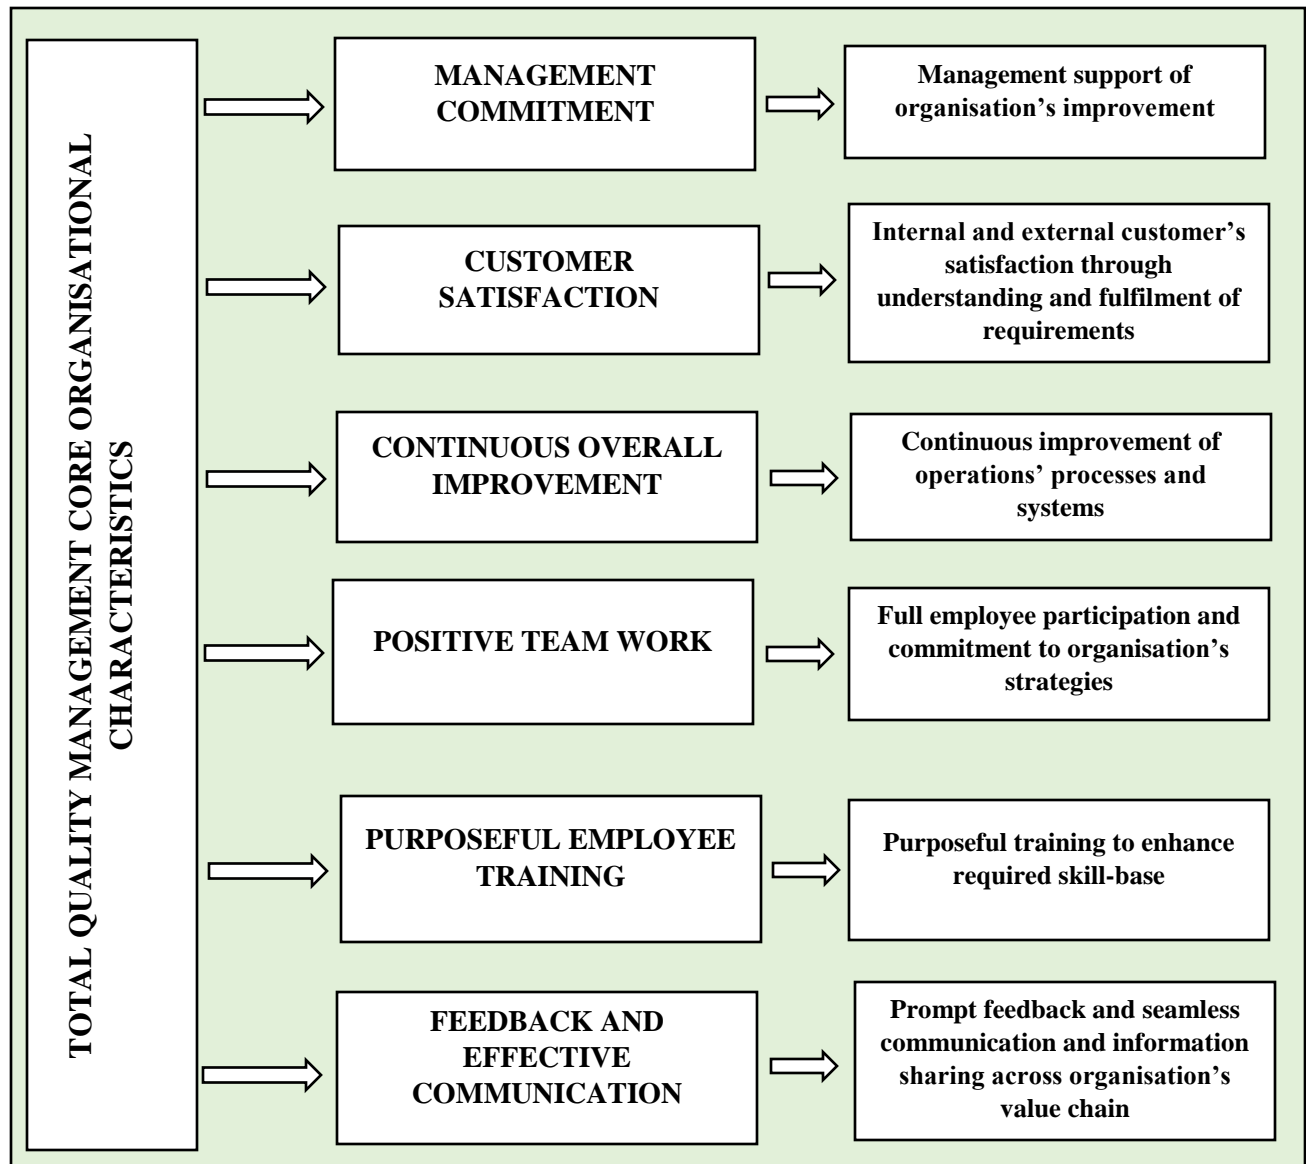 TOTAL QUALITY MANAGEMENT CORE ORGANISATIONAL
CHARACTERISTICS
MANAGEMENT
COMMITMENT
Management support of
organisation’s improvement
CUSTOMER
SATISFACTION
Internal and external customer’s
satisfaction through
understanding and fulfilment of
requirements
CONTINUOUS OVERALL
IMPROVEMENT
Continuous improvement of
operations’ processes and
systems
POSITIVE TEAM WORK
Full employee participation and
commitment to organisation’s
strategies
PURPOSEFUL EMPLOYEE
TRAINING
Purposeful training to enhance
required skill-base
FEEDBACK AND
EFFECTIVE
COMMUNICATION
Prompt feedback and seamless
communication and information
sharing across organisation’s
value chain